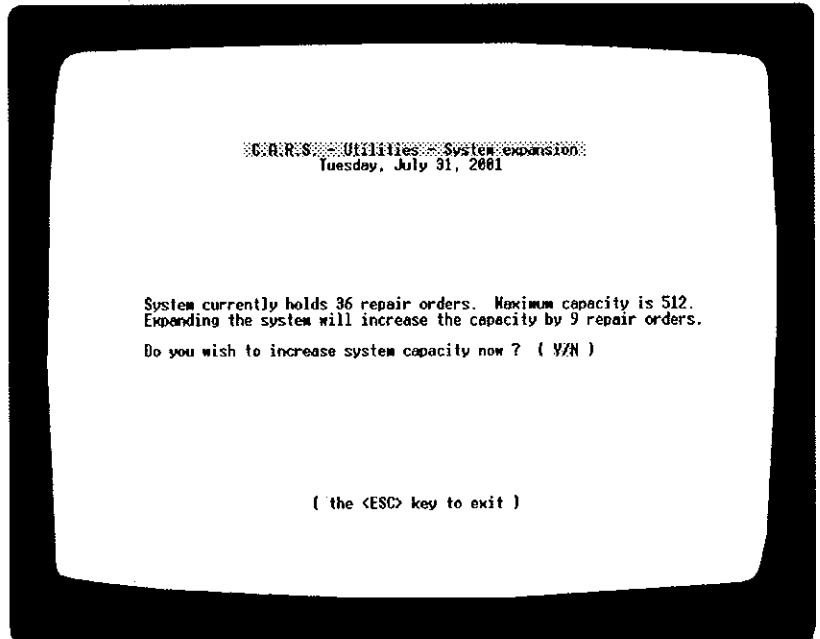 C.A.R.S. - Utilities - System expansion
Tuesday, July 31, 2001
System currently holds 36 repair orders. Maximum capacity is 512.
Expanding the system will increase the capacity by 9 repair orders.
Do you wish to increase system capacity now ? ( Y/N )
( the <ESC> key to exit )